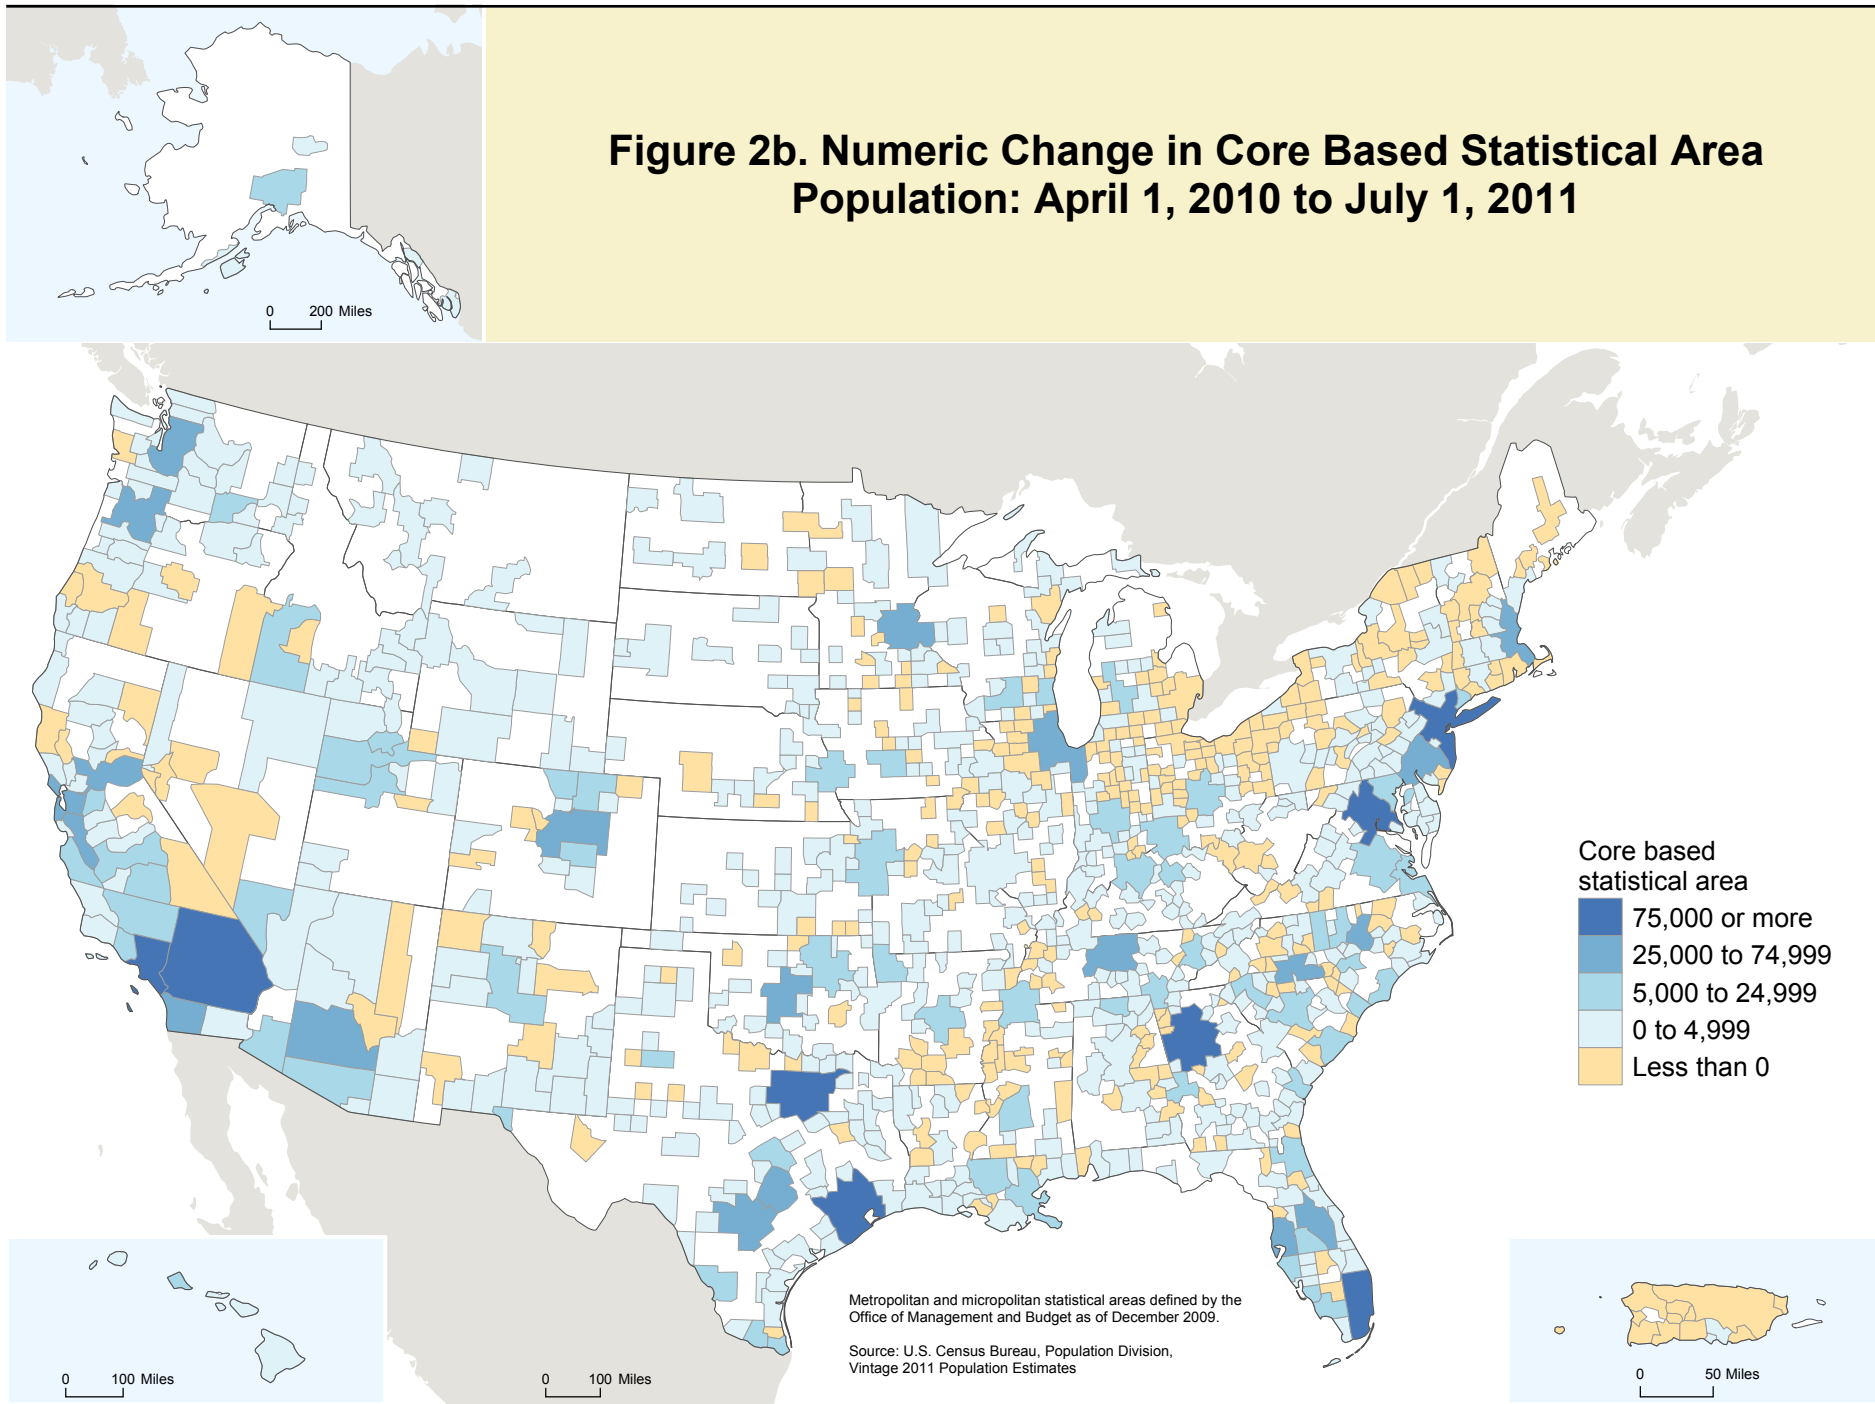 Figure 2b. Numeric Change in Core Based Statistical Area
Population: April 1, 2010 to July 1, 2011
0 200 Miles
Core based
statistical area
75,000 or more
25,000 to 74,999
5,000 to 24,999
0 to 4,999
Less than 0
Metropolitan and micropolitan statistical areas defined by the
Office of Management and Budget as of December 2009.
Source: U.S. Census Bureau, Population Division,
Vintage 2011 Population Estimates
0 100 Miles
0 100 Miles
0 50 Miles